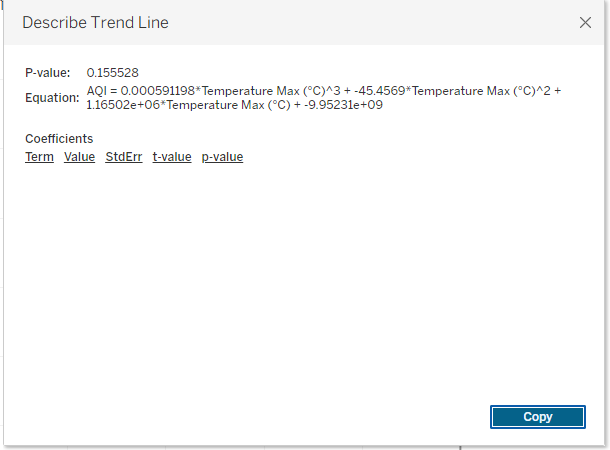 Describe Trend Line
P-value: 0.155528
Equation: AQI = 0.000591198*Temperature Max (°C)^3 + -45.4569*Temperature Max (°C)^2 +
1.16502e+06*Temperature Max (°C) + -9.95231e+09
Coefficients
Term Value StdErr t-value p-value
Copy